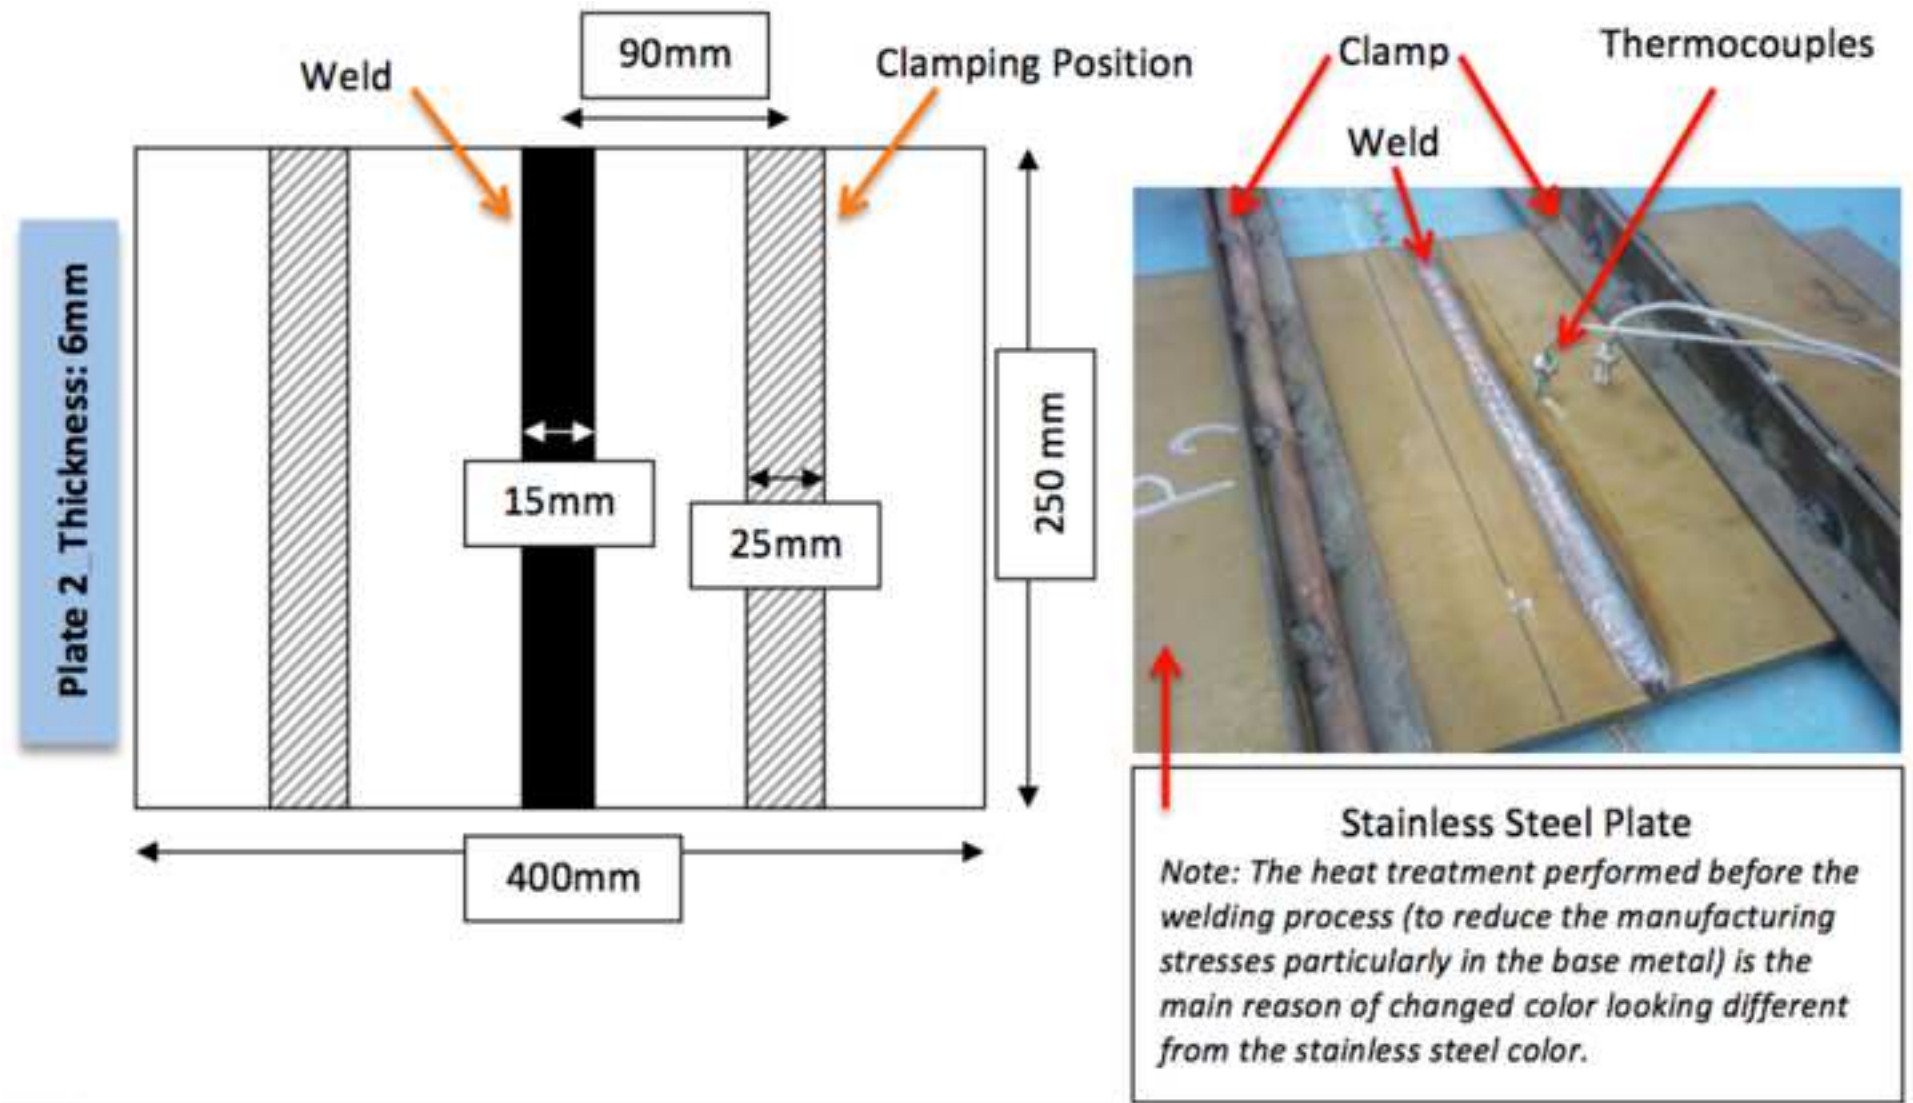 90mm
Weld
Clamping Position
Clamp
Thermocouples
Weld
Plate 2_Thickness: 6mm
15mm
25mm
250 mm
400mm
Stainless Steel Plate
Note: The heat treatment performed before the
welding process (to reduce the manufacturing
stresses particularly in the base metal) is the
main reason of changed color looking different
from the stainless steel color.